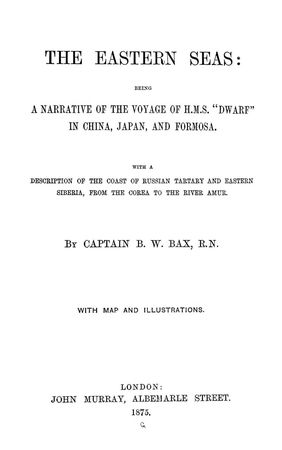 THE EASTERN SEAS:
BEING
A NARRATIVE OF THE VOYAGE OF H.M.S. "DWARF"
IN CHINA, JAPAN, AND FORMOSA.
WITH A
DESCRIPTION OF THE COAST OF RUSSIAN TARTARY AND EASTERN
SIBERIA, FROM THE COREA TO THE RIVER AMUR.
BY CAPTAIN B. W. BAX, R.N.
WITH MAP AND ILLUSTRATIONS.
LONDON:
JOHN MURRAY, ALBEMARLE STREET.
1875.